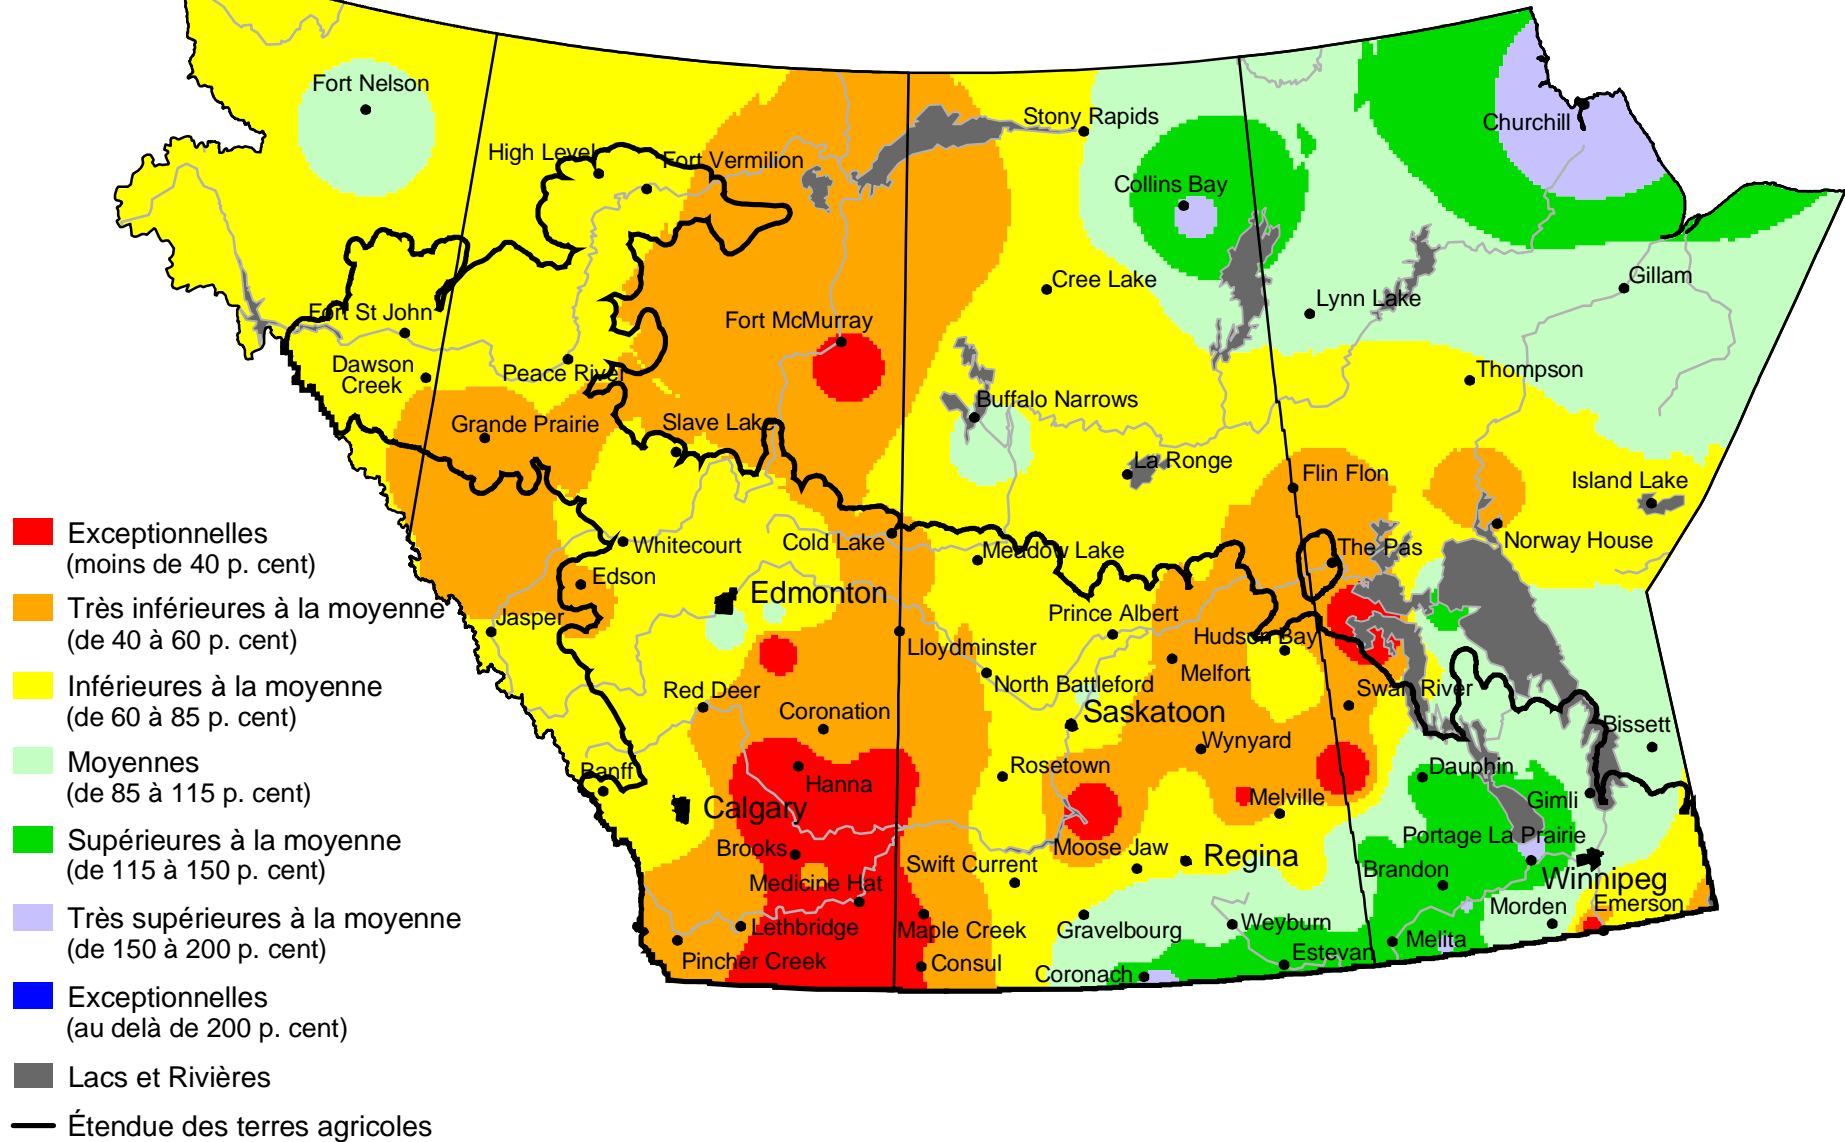 Fort Nelson
Stony Rapids
Churchill
High Level
Fort Vermilion
Collins Bay
Cree Lake
Gillam
Lynn Lake
Fort St John
Fort McMurray
Dawson
Creek
Peace River
Thompson
Buffalo Narrows
Grande Prairie
Slave Lake
La Ronge
Flin Flon
Island Lake
Whitecourt
Cold Lake
Meadow Lake
The Pas
Norway House
Edson
Edmonton
Prince Albert
Jasper
Hudson Bay
Lloydminster
Melfort
North Battleford
Red Deer
Swan River
Coronation
Saskatoon
Bissett
Wynyard
Banff
Hanna
Rosetown
Dauphin
Calgary
Melville
Gimli
Portage La Prairie
Brooks
Moose Jaw
Regina
Swift Current
Brandon
Medicine Hat
Winnipeg
Morden
Emerson
Lethbridge
Maple Creek
Gravelbourg
Weyburn
Melita
Pincher Creek
Consul
Estevan
Coronach
Exceptionnelles
(moins de 40 p. cent)
Très inférieures à la moyenne
(de 40 à 60 p. cent)
Inférieures à la moyenne
(de 60 à 85 p. cent)
Moyennes
(de 85 à 115 p. cent)
Supérieures à la moyenne
(de 115 à 150 p. cent)
Très supérieures à la moyenne
(de 150 à 200 p. cent)
Exceptionnelles
(au delà de 200 p. cent)
Lacs et Rivières
Étendue des terres agricoles